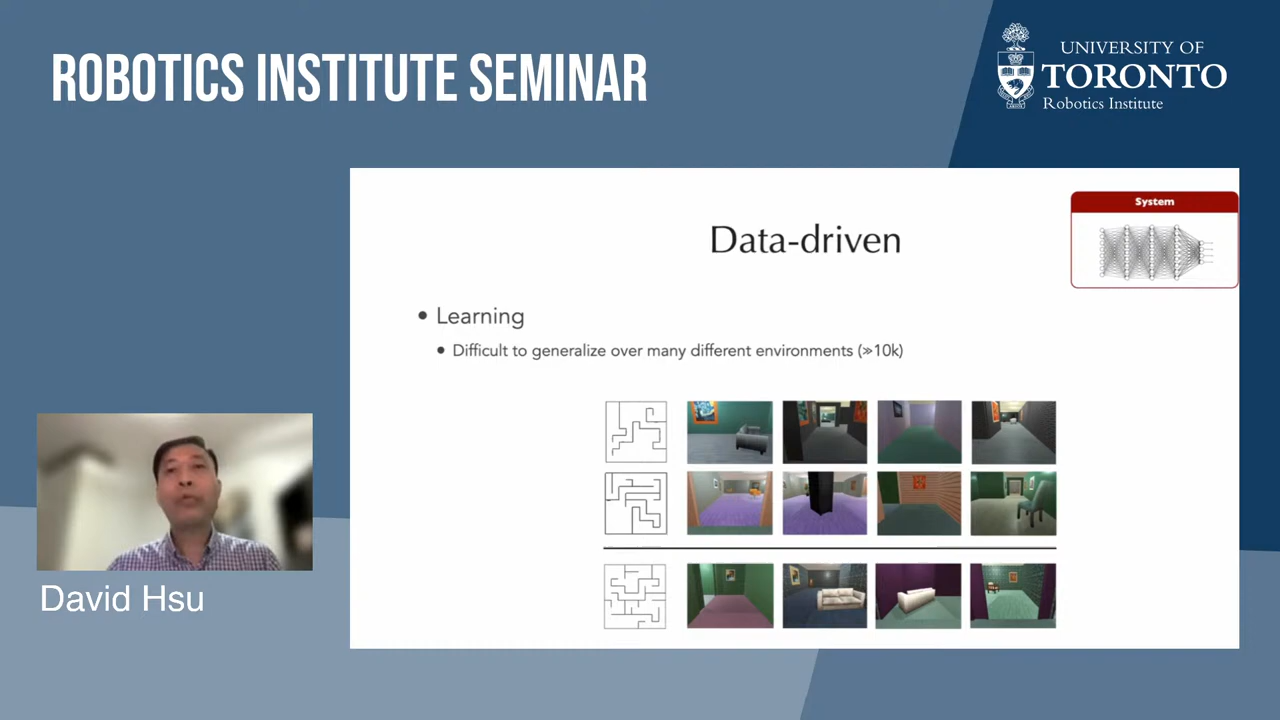 ROBOTICS INSTITUTE SEMINAR
UNIVERSITY OF
TORONTO
Robotics Institute
System
Data-driven
• Learning
• Difficult to generalize over many different environments (≫10k)
David Hsu